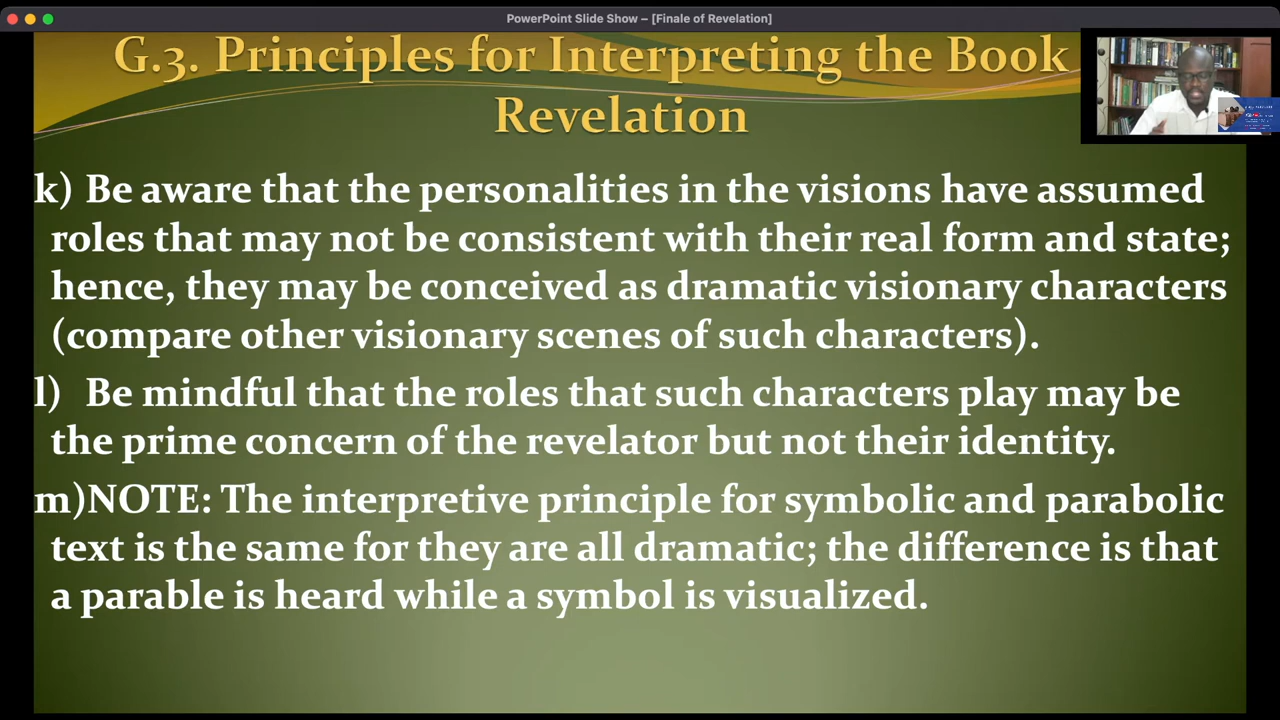 PowerPoint Slide Show – [Finale of Revelation]
G.3. Principles for Interpreting the Book
Revelation
k) Be aware that the personalities in the visions have assumed
roles that may not be consistent with their real form and state;
hence, they may be conceived as dramatic visionary characters
(compare other visionary scenes of such characters).
l) Be mindful that the roles that such characters play may be
the prime concern of the revelator but not their identity.
m)NOTE: The interpretive principle for symbolic and parabolic
text is the same for they are all dramatic; the difference is that
a parable is heard while a symbol is visualized.